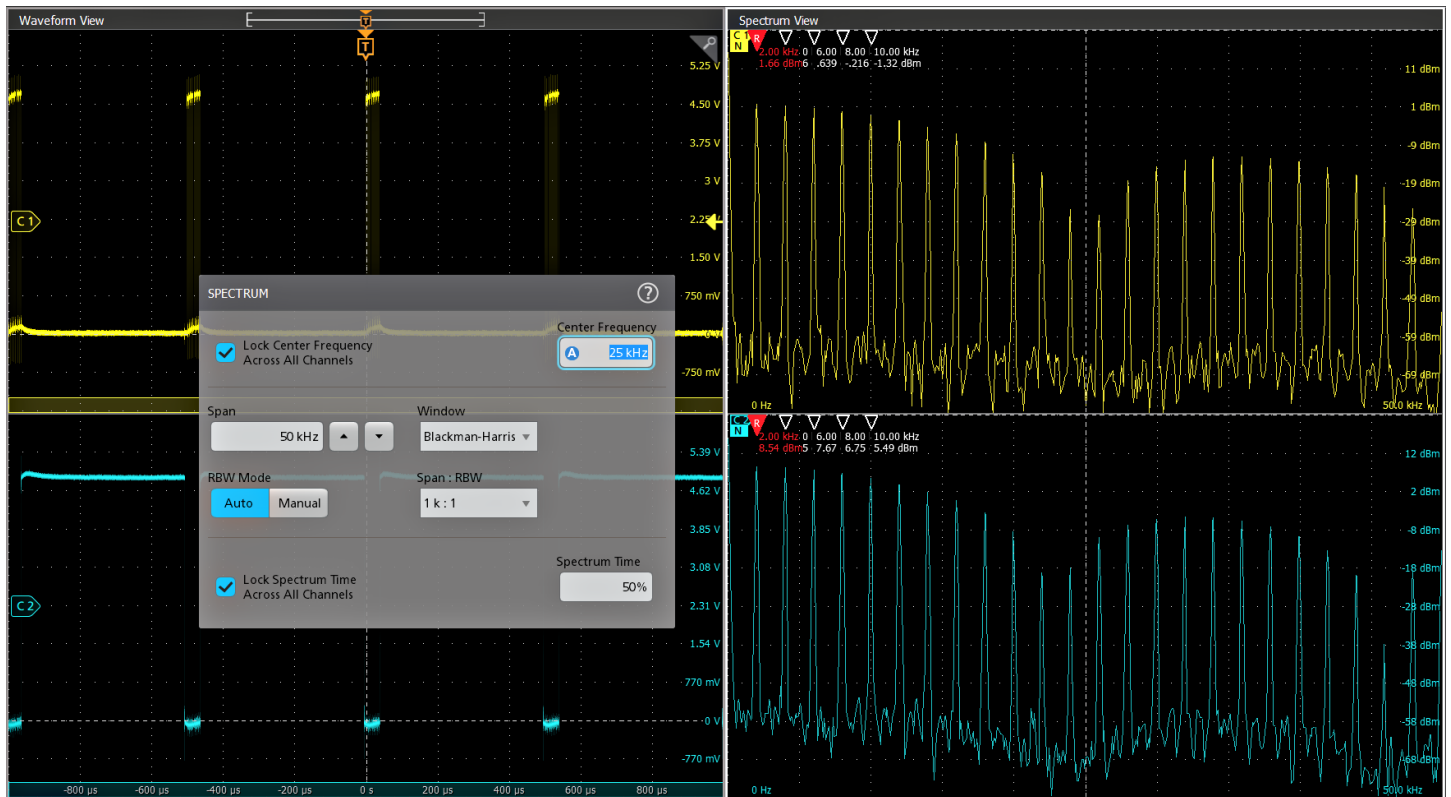 Waveform View
T
T
5.25 V
4.50 V
3.75 V
3 V
C 1
1.50 V
750 mV
-750 mV
SPECTRUM
?
Lock Center Frequency
Across All Channels
Center Frequency
A 25 kHz
Span
50 kHz
Window
Blackman-Harris
RBW Mode
Auto Manual
Span : RBW
1 k : 1
Lock Spectrum Time
Across All Channels
Spectrum Time
50%
5.39 V
4.62 V
3.85 V
3.08 V
C 2
2.31 V
1.54 V
770 mV
0 V
-770 mV
-800 µs -600 µs -400 µs -200 µs 0 s 200 µs 400 µs 600 µs 800 µs
Spectrum View
C 1
N
R
2.00 kHz 0 6.00 8.00 10.00 kHz
1.66 dBm 6 .639 -.216 -1.32 dBm
11 dBm
1 dBm
-9 dBm
-19 dBm
-29 dBm
-39 dBm
-49 dBm
-59 dBm
-69 dBm
0 Hz 50.0 kHz
C 2
N
R
2.00 kHz 0 6.00 8.00 10.00 kHz
8.54 dBm 5 7.67 6.75 5.49 dBm
12 dBm
2 dBm
-8 dBm
-18 dBm
-28 dBm
-38 dBm
-48 dBm
-58 dBm
-68 dBm
0 Hz 50.0 kHz